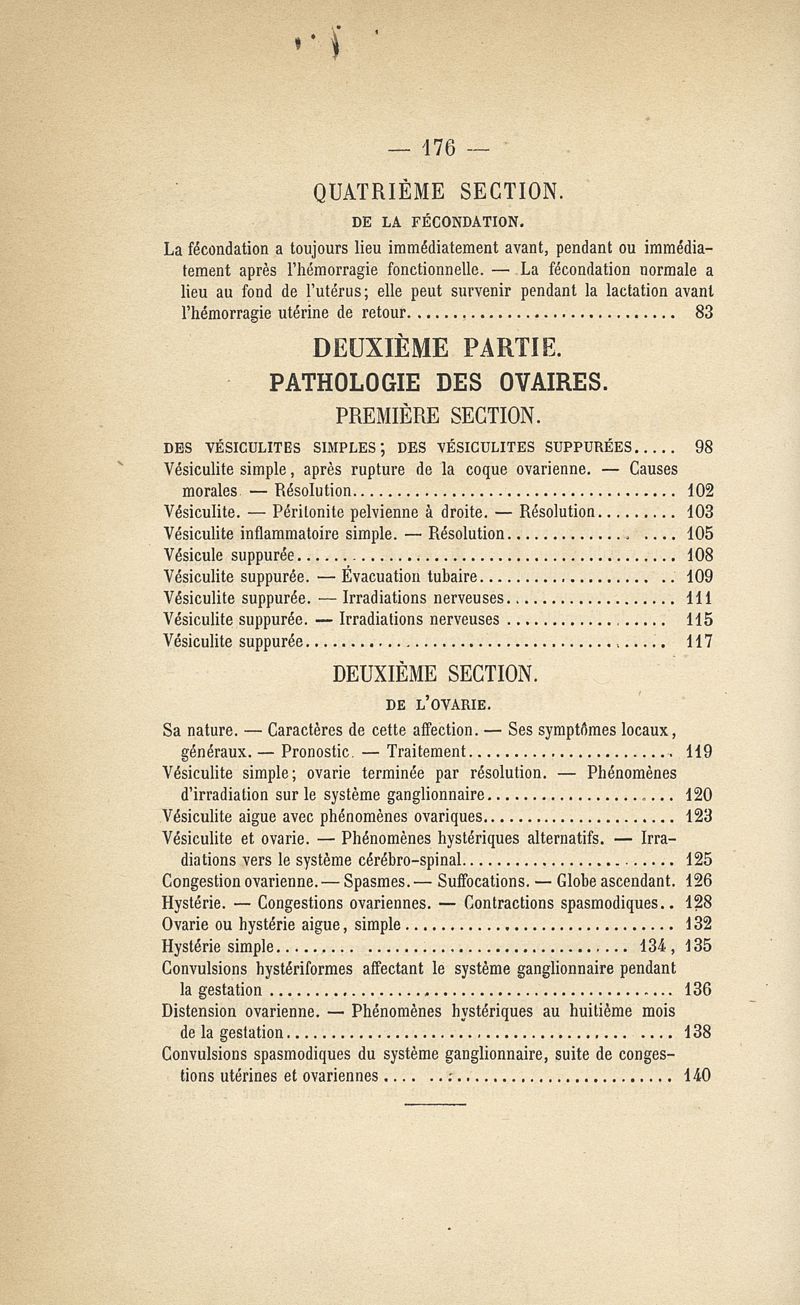 — 176 —
QUATRIÈME SECTION.
DE LA FÉCONDATION.
La fécondation a toujours lieu immédiatement avant, pendant ou immédia-
tement après l'hémorragie fonctionnelle. — La fécondation normale a
lieu au fond de l'utérus; elle peut survenir pendant la lactation avant
l'hémorragie utérine de retour.............................. 83
DEUXIÈME PARTIE.
PATHOLOGIE DES OVAIRES.
PREMIÈRE SECTION.
DES VÉSICULITES SIMPLES; DES VÉSICULITES SUPPURÉES..... 98
Vésiculite simple, après rupture de la coque ovarienne. — Causes
morales — Résolution.................................... 102
Vésiculite. — Péritonite pelvienne à droite. — Résolution......... 103
Vésiculite inflammatoire simple. — Résolution.............. .... 105
Vésicule suppurée.......................................... 108
Vésiculite suppurée. — Évacuation tubaire................... .. 109
Vésiculite suppurée. — Irradiations nerveuses................... 111
Vésiculite suppurée. — Irradiations nerveuses .................. 115
Vésiculite suppurée........................................ 117
DEUXIÈME SECTION.
DE L'OVARIE.
Sa nature. — Caractères de cette affection. — Ses symptômes locaux,
généraux. — Pronostic. — Traitement....................... 119
Vésiculite simple; ovarie terminée par résolution. — Phénomènes
d'irradiation sur le système ganglionnaire..................... 120
Vésiculite aigue avec phénomènes ovariques...................... 123
Vésiculite et ovarie. — Phénomènes hystériques alternatifs. — Irra-
diations vers le système cérébro-spinal........................ 125
Congestion ovarienne. — Spasmes. — Suffocations. — Globe ascendant. 126
Hystérie. — Congestions ovariennes. — Contractions spasmodiques.. 128
Ovarie ou hystérie aigue, simple.............................. 132
Hystérie simple......... ............................. 134, 135
Convulsions hystériformes affectant le système ganglionnaire pendant
la gestation ............................................. 136
Distension ovarienne. — Phénomènes hystériques au huitième mois
de la gestation...................................... .... 138
Convulsions spasmodiques du système ganglionnaire, suite de conges-
tions utérines et ovariennes .... ..:........................ 140